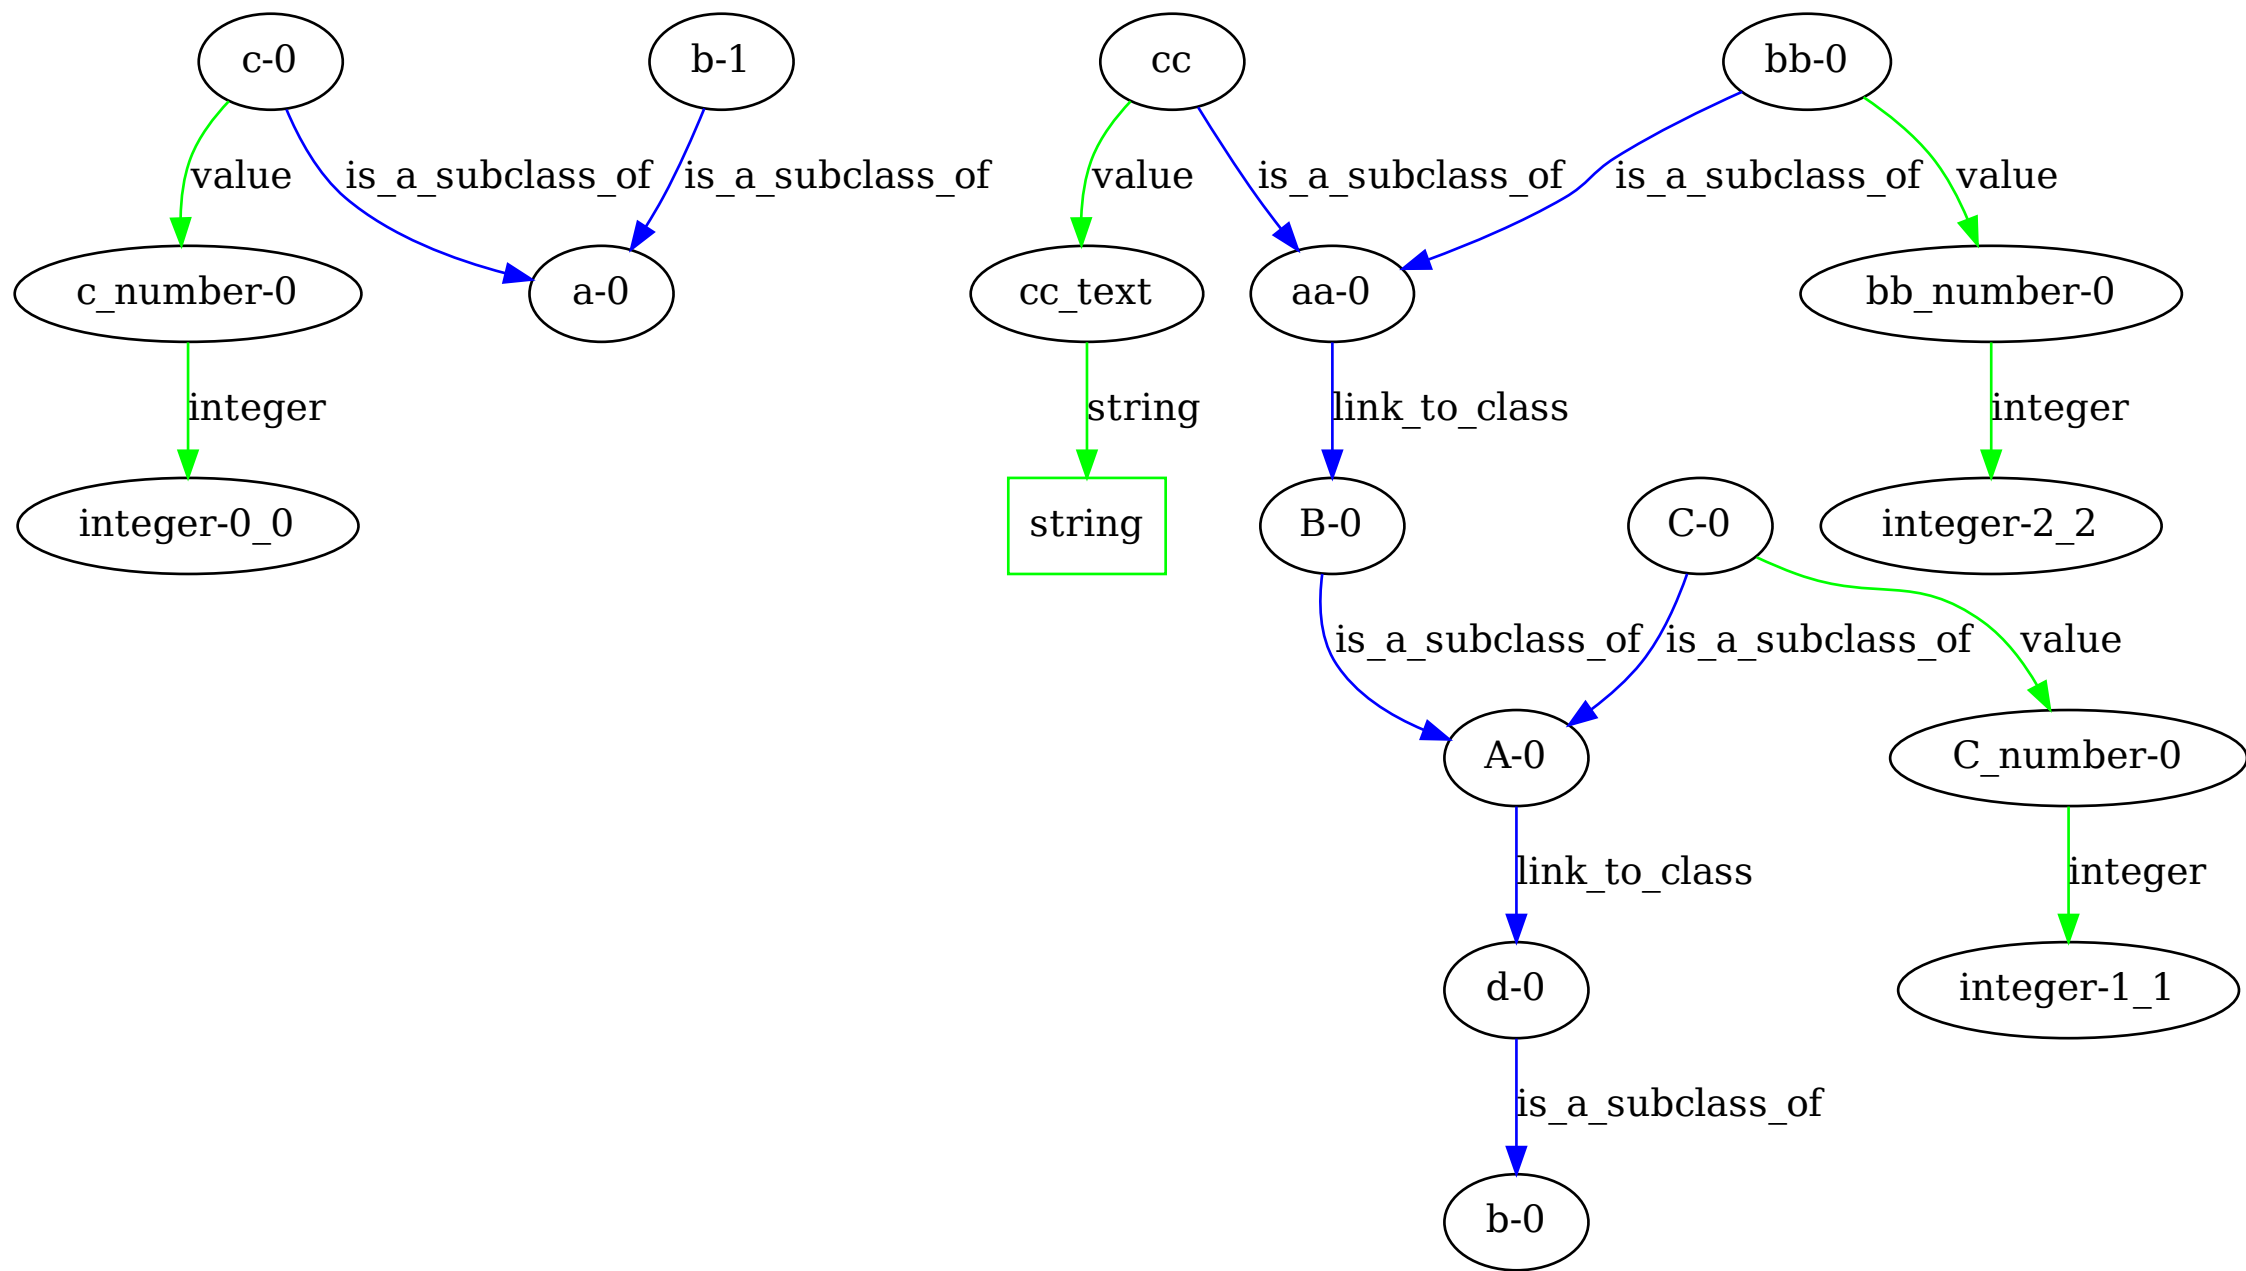 c-0
b-1
cc
bb-0
value
is_a_subclass_of
is_a_subclass_of
value
is_a_subclass_of
is_a_subclass_of
value
c_number-0
a-0
cc_text
aa-0
bb_number-0
integer
string
link_to_class
integer
integer-0_0
string
B-0
C-0
integer-2_2
is_a_subclass_of
is_a_subclass_of
value
A-0
C_number-0
link_to_class
integer
d-0
integer-1_1
is_a_subclass_of
b-0